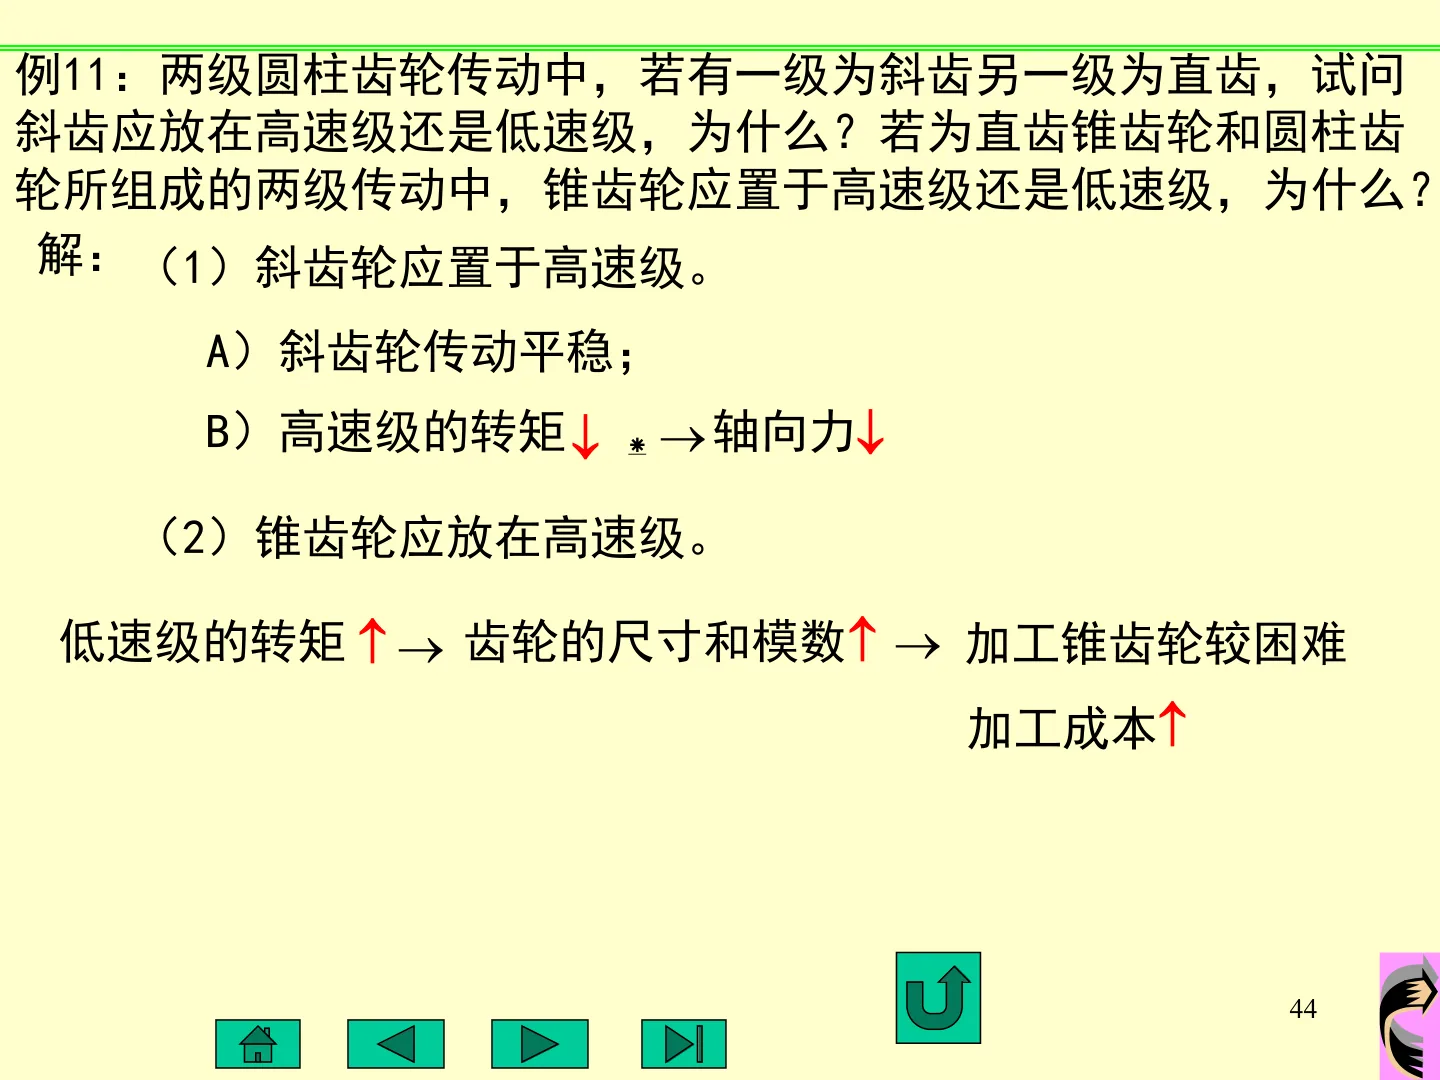 例11：两级圆柱齿轮传动中，若有一级为斜齿另一级为直齿，试问
斜齿应放在高速级还是低速级，为什么？若为直齿锥齿轮和圆柱齿
轮所组成的两级传动中，锥齿轮应置于高速级还是低速级，为什么？
解：（1）斜齿轮应置于高速级。
A）斜齿轮传动平稳；
B）高速级的转矩↓ * →轴向力↓
（2）锥齿轮应放在高速级。
低速级的转矩↑→ 齿轮的尺寸和模数↑→ 加工锥齿轮较困难
加工成本↑
44